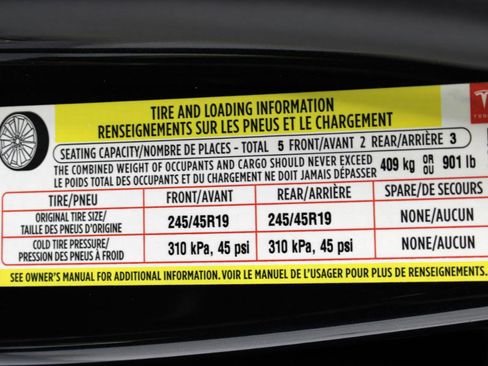 TIRE AND LOADING INFORMATION
RENSEIGNEMENTS SUR LES PNEUS ET LE CHARGEMENT
SEATING CAPACITY/NOMBRE DE PLACES - TOTAL 5 FRONT/AVANT 2 REAR/ARRIÈRE 3
THE COMBINED WEIGHT OF OCCUPANTS AND CARGO SHOULD NEVER EXCEED
LE POIDS TOTAL DES OCCUPANTS ET DU CHARGEMENT NE DOIT JAMAIS DÉPASSER
409 kg OR OU 901 lb
TIRE/PNEU FRONT/AVANT REAR/ARRIÈRE SPARE/DE SECOURS
ORIGINAL TIRE SIZE/
TAILLE DES PNEUS D'ORIGINE
245/45R19 245/45R19 NONE/AUCUN
COLD TIRE PRESSURE/
PRESSION DES PNEUS À FROID
310 kPa, 45 psi 310 kPa, 45 psi NONE/AUCUN
SEE OWNER'S MANUAL FOR ADDITIONAL INFORMATION. VOIR LE MANUEL DE L'USAGER POUR PLUS DE RENSEIGNEMENTS.